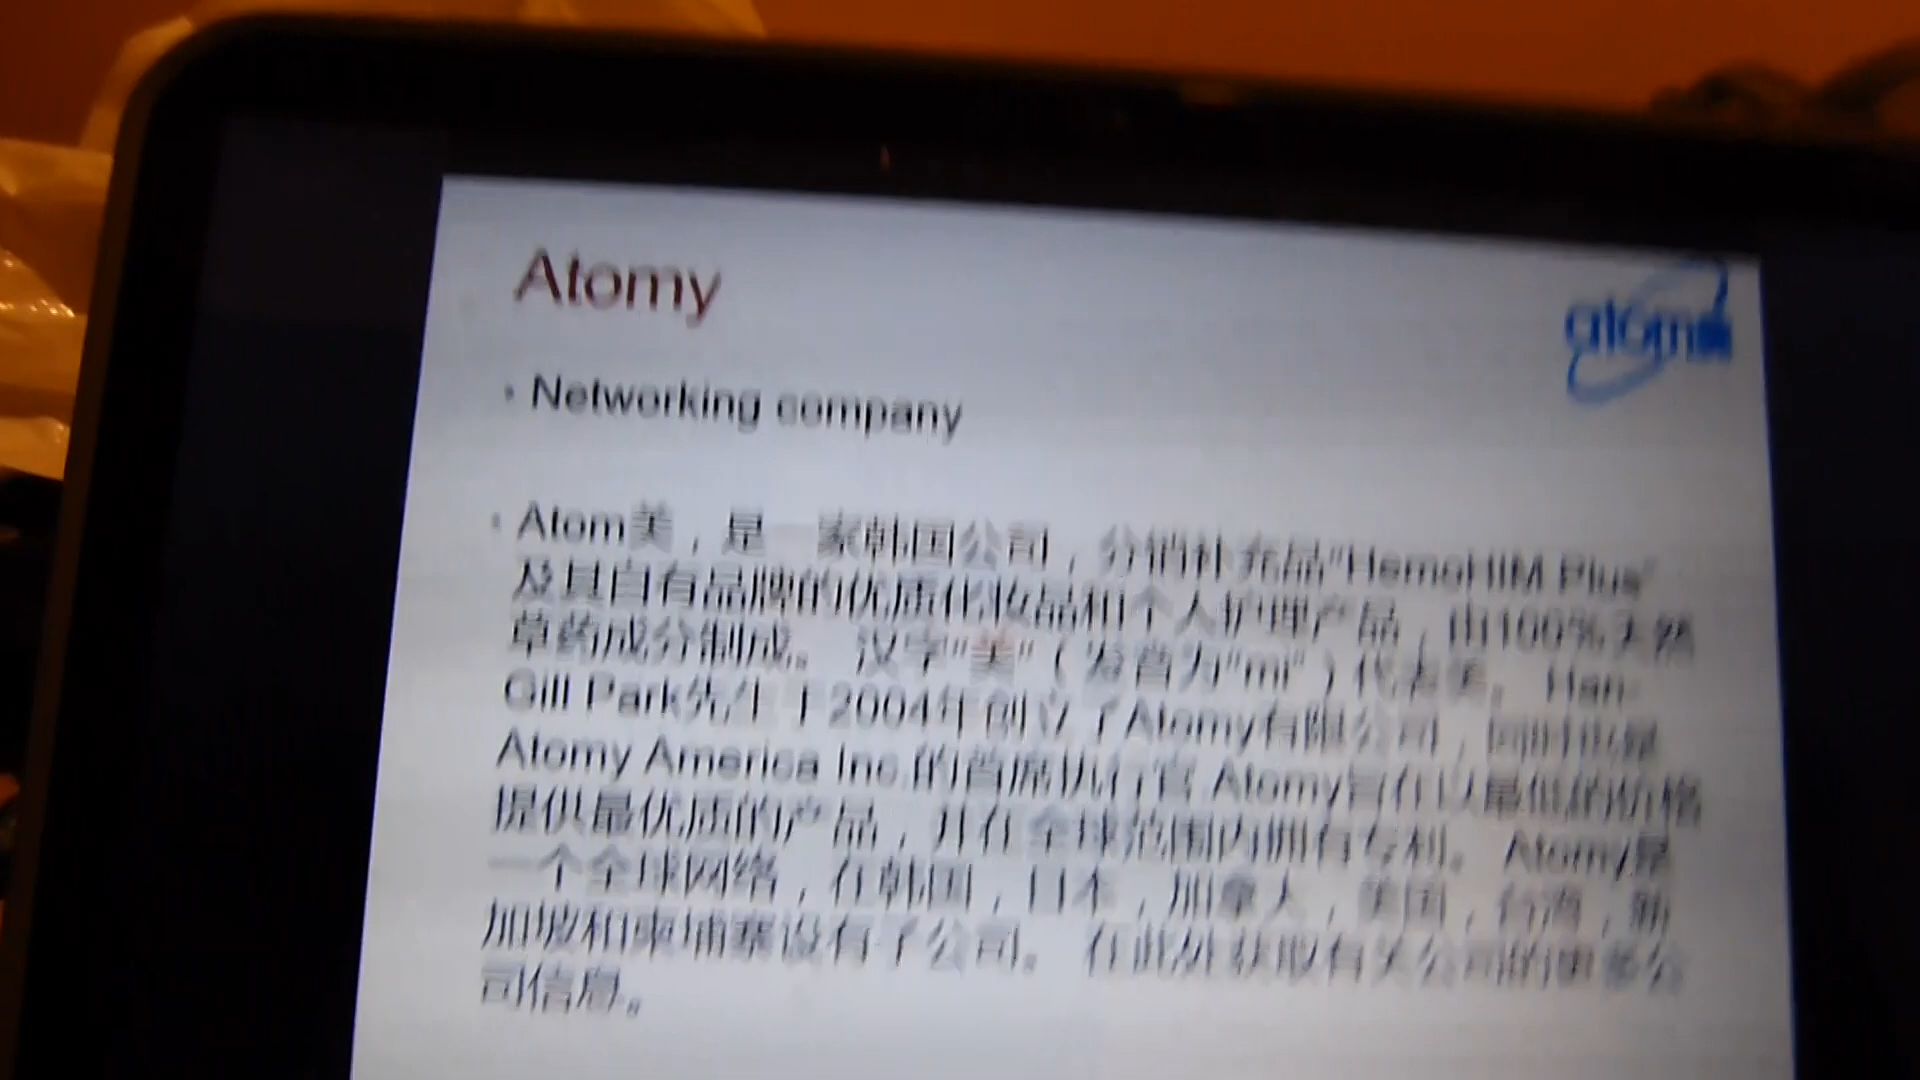 Atomy
atom美
• Networking company
• Atom美，是一家韩国公司，分销补充品"HemoHIM Plus"
及其自有品牌的优质化妆品和个人护理产品，由100%天然
草药成分制成。 汉字"美"（发音为"mi"）代表美。 Han-
Gill Park先生于2004年创立了Atomy有限公司，同时也是
Atomy America Inc.的首席执行官 Atomy旨在以最低的价格
提供最优质的产品，并在全球范围内拥有专利。 Atomy是
一个全球网络，在韩国，日本，加拿大，美国，台湾，新
加坡和柬埔寨设有子公司。 在此处获取有关公司的更多公
司信息。